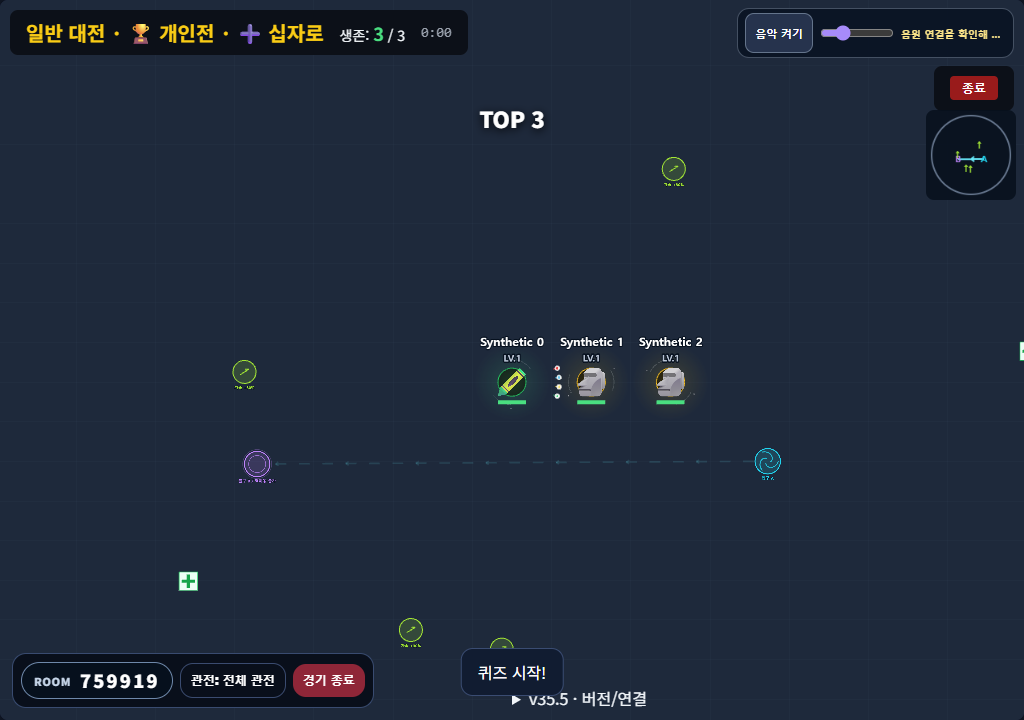 일반 대전 · 🏆 개인전 · ➕ 십자로 생존: 3 / 3 0:00
음악 켜기 음원 연결을 확인해 ...
종료
TOP 3
B A
Synthetic 0 Synthetic 1 Synthetic 2
LV.1 LV.1 LV.1
ROOM 759919 관전: 전체 관전 경기 종료
퀴즈 시작!
▶ v35.5 · 버전/연결